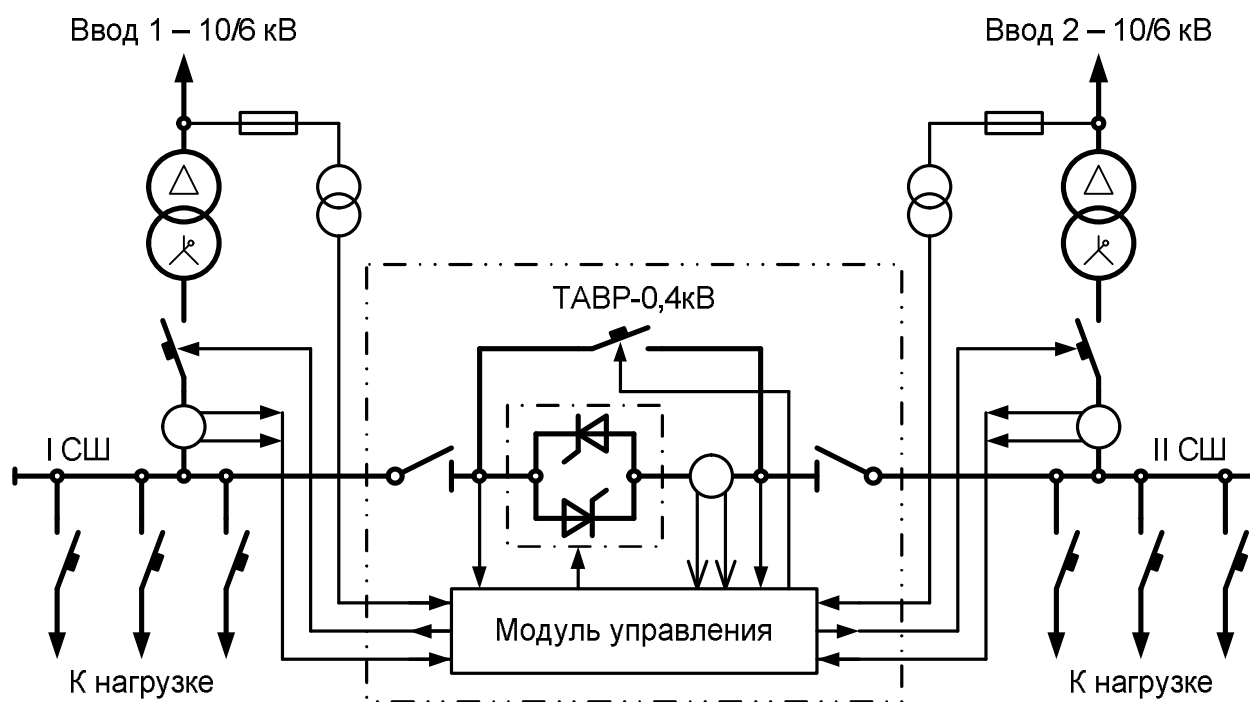 Ввод 1 – 10/6 кВ
Ввод 2 – 10/6 кВ
ТАВР-0,4кВ
I СШ
II СШ
Модуль управления
К нагрузке
К нагрузке